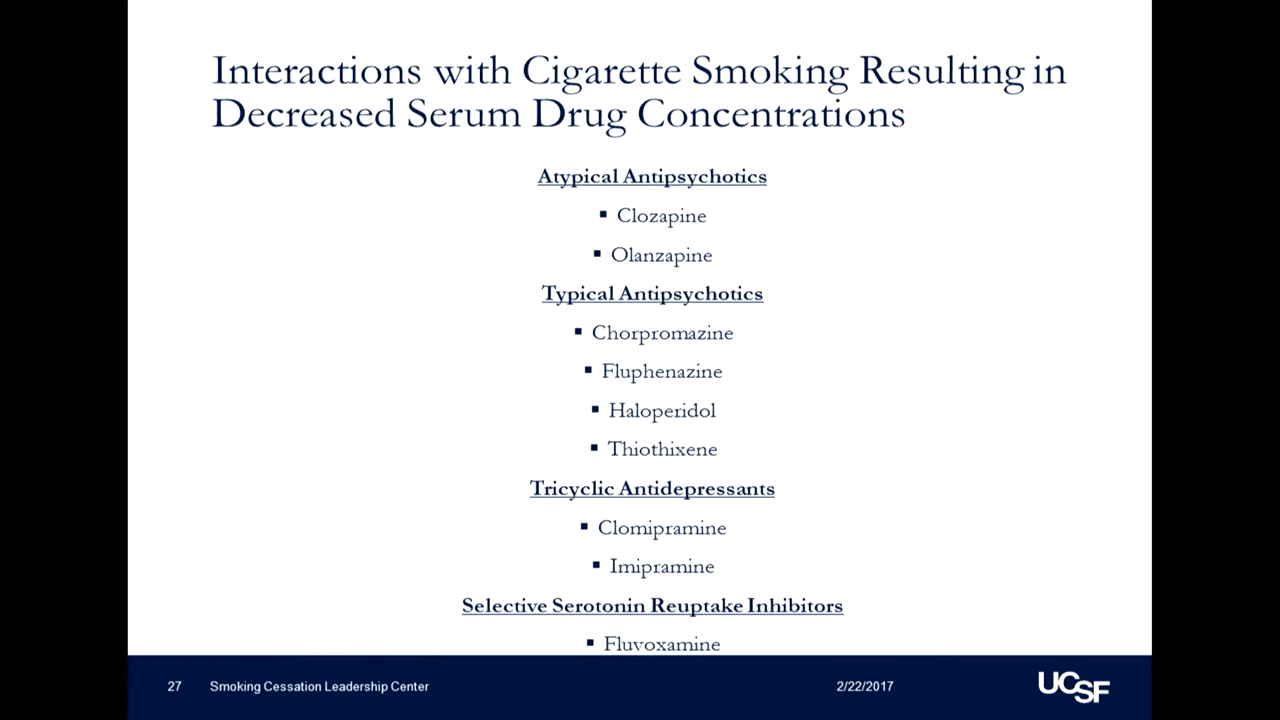 Interactions with Cigarette Smoking Resulting in
Decreased Serum Drug Concentrations
Atypical Antipsychotics
▪ Clozapine
▪ Olanzapine
Typical Antipsychotics
▪ Chorpromazine
▪ Fluphenazine
▪ Haloperidol
▪ Thiothixene
Tricyclic Antidepressants
▪ Clomipramine
▪ Imipramine
Selective Serotonin Reuptake Inhibitors
▪ Fluvoxamine
27 Smoking Cessation Leadership Center 2/22/2017 UCSF